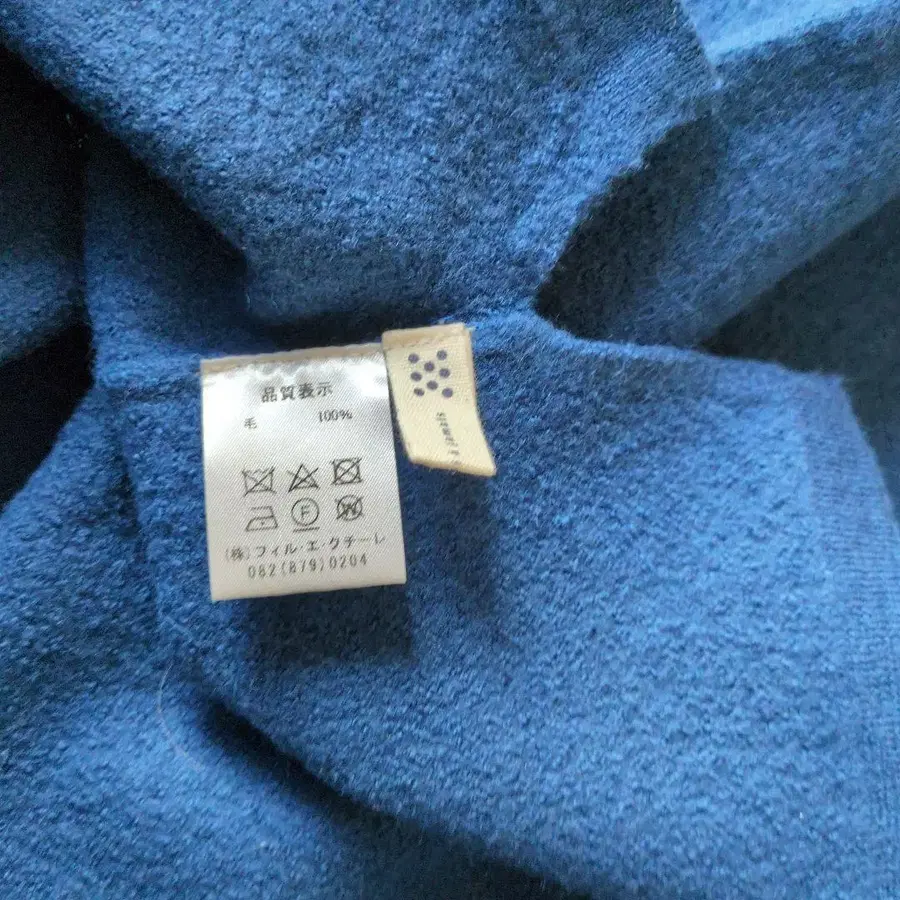 品質表示
毛 100%
F
W
(株)フィル・エ・クチーレ
082(879)0204